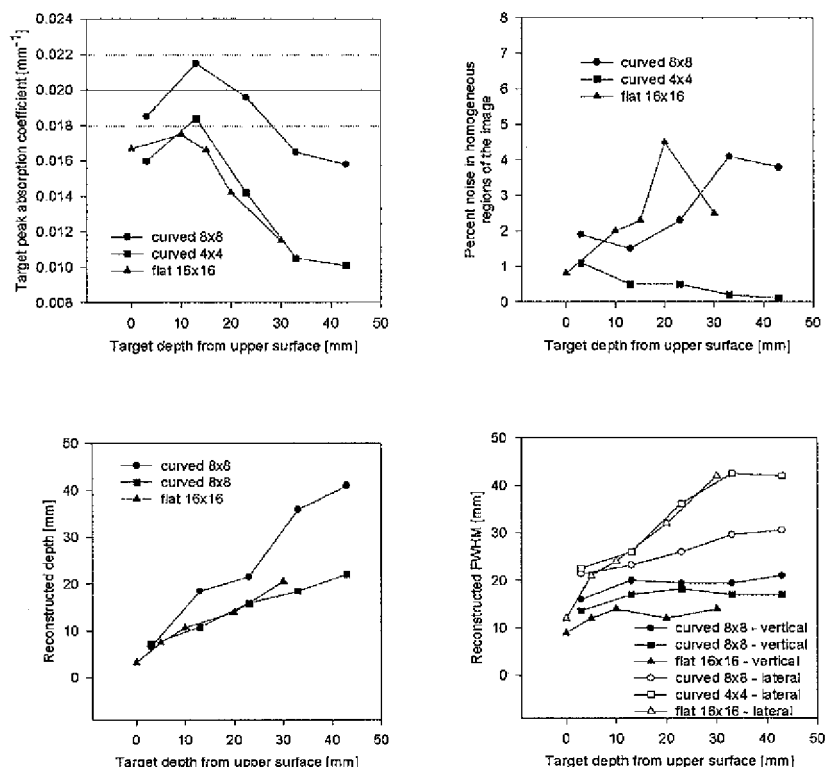 Target peak absorption coefficient [mm⁻¹]
0.024
0.022
0.020
0.018
0.016
0.014
0.012
0.010
0.008
curved 8x8
curved 4x4
flat 16x16
0 10 20 30 40 50
Target depth from upper surface [mm]
Percent noise in homogeneous
regions of the image
8
7
6
5
4
3
2
1
0
curved 8x8
curved 4x4
flat 16x16
0 10 20 30 40 50
Target depth from upper surface [mm]
Reconstructed depth [mm]
50
40
30
20
10
0
curved 8x8
curved 8x8
flat 16x16
0 10 20 30 40 50
Target depth from upper surface [mm]
Reconstructed FWHM [mm]
50
40
30
20
10
0
curved 8x8 - vertical
curved 8x8 - vertical
flat 16x16 - vertical
curved 8x8 - lateral
curved 4x4 - lateral
flat 16x16 - lateral
0 10 20 30 40 50
Target depth from upper surface [mm]